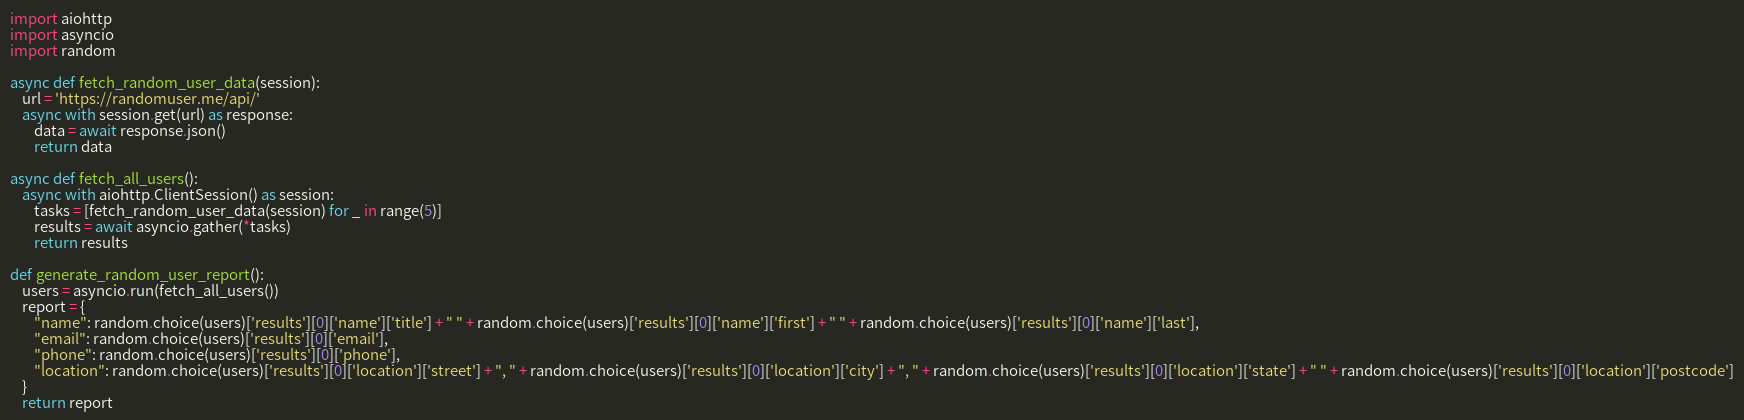 import aiohttp
import asyncio
import random
async def fetch_random_user_data(session):
url = 'https://randomuser.me/api/'
async with session.get(url) as response:
data = await response.json()
return data
async def fetch_all_users():
async with aiohttp.ClientSession() as session:
tasks = [fetch_random_user_data(session) for _ in range(5)]
results = await asyncio.gather(*tasks)
return results
def generate_random_user_report():
users = asyncio.run(fetch_all_users())
report = {
"name": random.choice(users)['results'][0]['name']['title'] + " " + random.choice(users)['results'][0]['name']['first'] + " " + random.choice(users)['results'][0]['name']['last'],
"email": random.choice(users)['results'][0]['email'],
"phone": random.choice(users)['results'][0]['phone'],
"location": random.choice(users)['results'][0]['location']['street'] + ", " + random.choice(users)['results'][0]['location']['city'] + ", " + random.choice(users)['results'][0]['location']['state'] + " " + random.choice(users)['results'][0]['location']['postcode']
}
return report